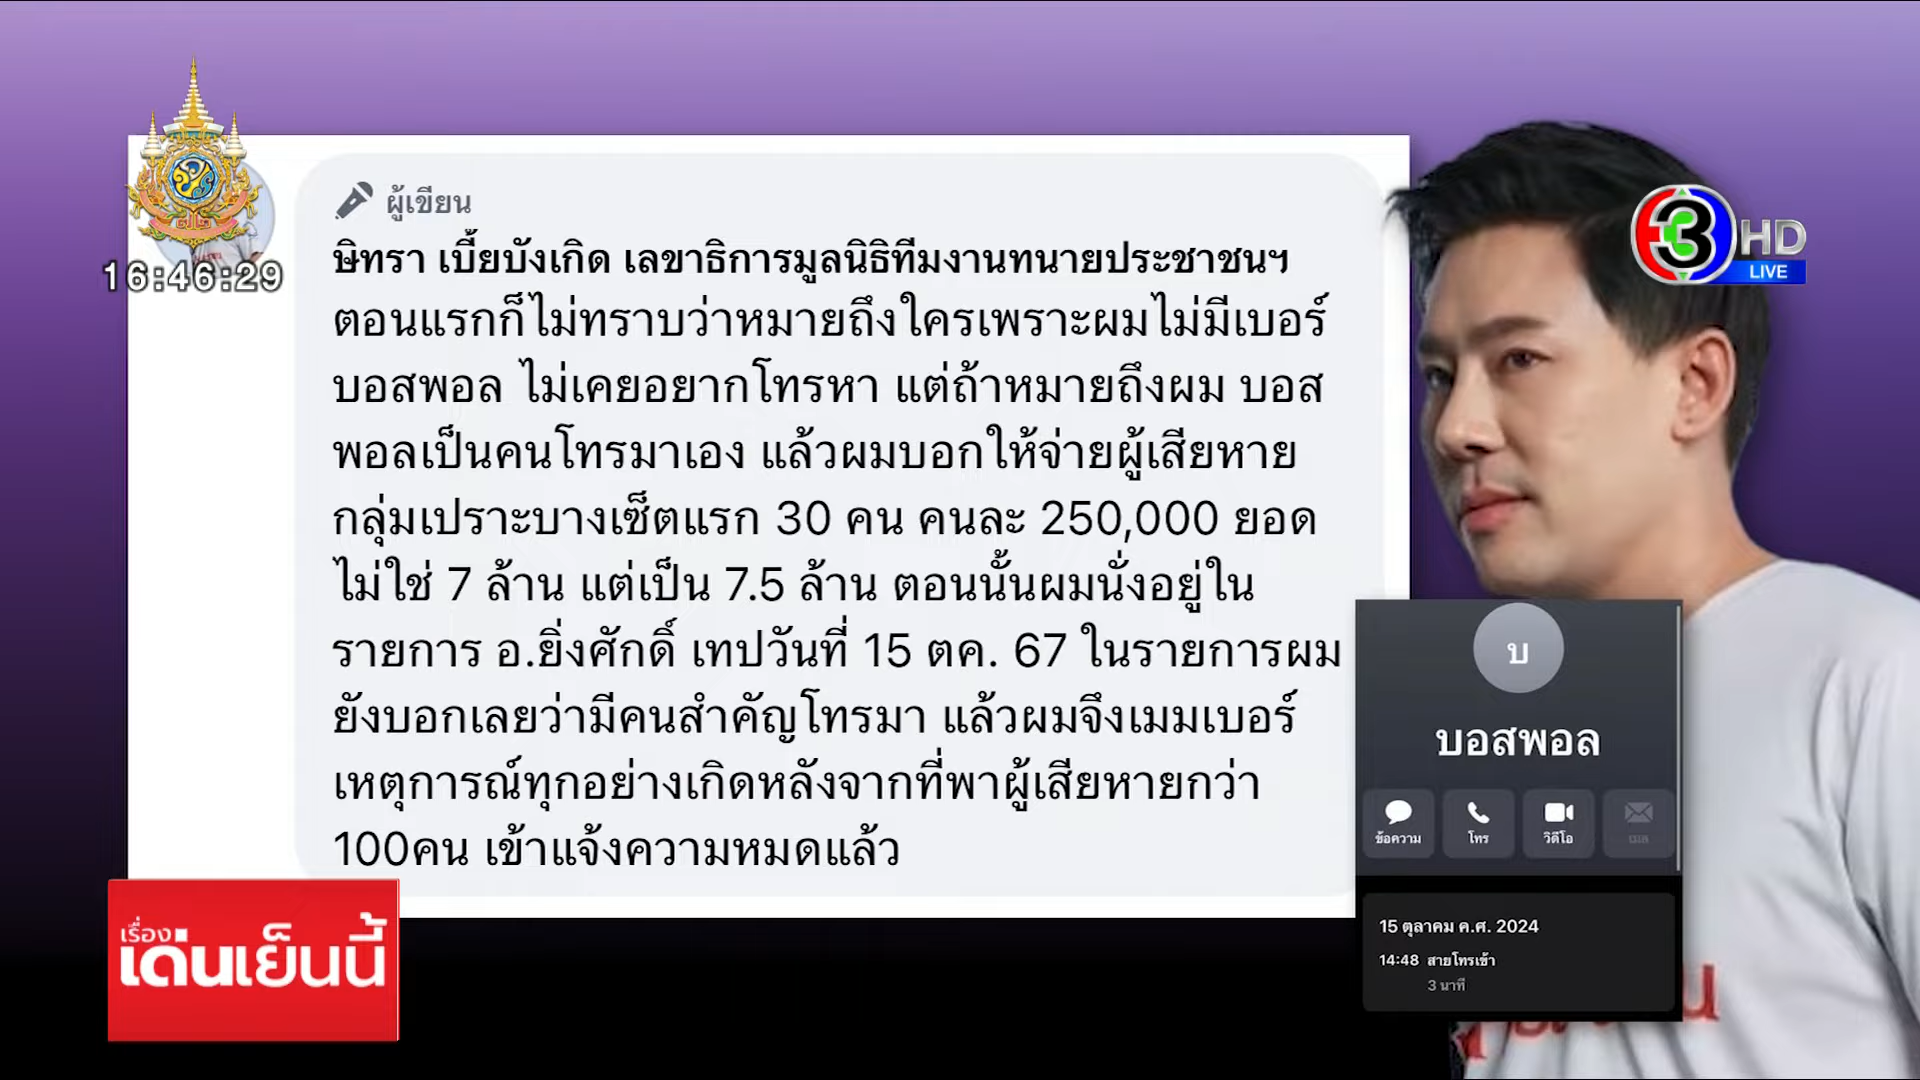 16:46:29
ผู้เขียน
ษิทรา เบี้ยบังเกิด เลขาธิการมูลนิธิทีมงานทนายประชาชนฯ
ตอนแรกก็ไม่ทราบว่าหมายถึงใครเพราะผมไม่มีเบอร์
บอสพอล ไม่เคยอยากโทรหา แต่ถ้าหมายถึงผม บอส
พอลเป็นคนโทรมาเอง แล้วผมบอกให้จ่ายผู้เสียหาย
กลุ่มเปราะบางเซ็ตแรก 30 คน คนละ 250,000 ยอด
ไม่ใช่ 7 ล้าน แต่เป็น 7.5 ล้าน ตอนนั้นผมนั่งอยู่ใน
รายการ อ.ยิ่งศักดิ์ เทปวันที่ 15 ตค. 67 ในรายการผม
ยังบอกเลยว่ามีคนสำคัญโทรมา แล้วผมจึงเมมเบอร์
เหตุการณ์ทุกอย่างเกิดหลังจากที่พาผู้เสียหายกว่า
100คน เข้าแจ้งความหมดแล้ว
3 HD
LIVE
บ
บอสพอล
ข้อความ โทร วิดีโอ เมล
15 ตุลาคม ค.ศ. 2024
14:48 สายโทรเข้า
3 นาที
เรื่อง
เด่นเย็นนี้